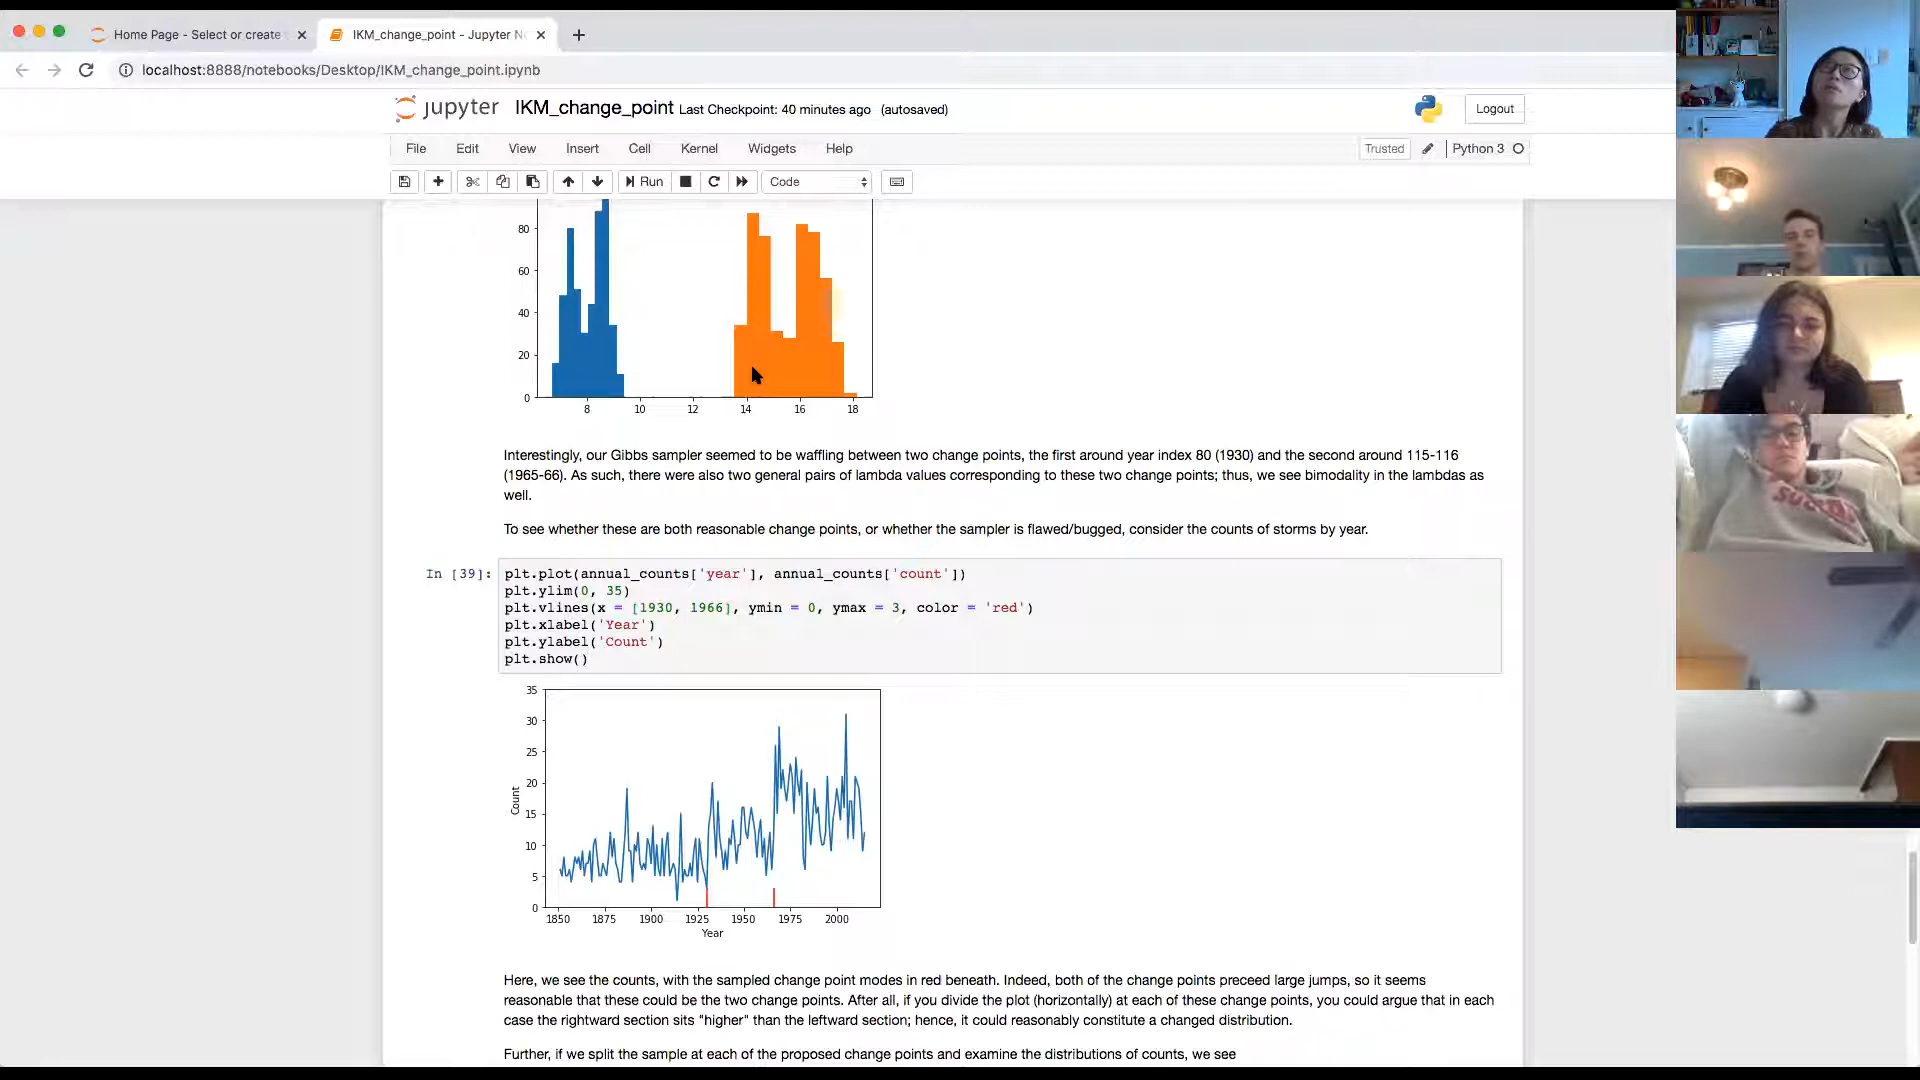 Home Page - Select or create
IKM_change_point - Jupyter N
localhost:8888/notebooks/Desktop/IKM_change_point.ipynb
jupyter IKM_change_point Last Checkpoint: 40 minutes ago (autosaved)
Logout
File Edit View Insert Cell Kernel Widgets Help
Trusted Python 3
Run Code
80
60
40
20
0
8 10 12 14 16 18
Interestingly, our Gibbs sampler seemed to be waffling between two change points, the first around year index 80 (1930) and the second around 115-116
(1965-66). As such, there were also two general pairs of lambda values corresponding to these two change points; thus, we see bimodality in the lambdas as
well.
To see whether these are both reasonable change points, or whether the sampler is flawed/bugged, consider the counts of storms by year.
In [39]: plt.plot(annual_counts['year'], annual_counts['count'])
plt.ylim(0, 35)
plt.vlines(x = [1930, 1966], ymin = 0, ymax = 3, color = 'red')
plt.xlabel('Year')
plt.ylabel('Count')
plt.show()
35
30
25
20
15
10
5
0
Count
1850 1875 1900 1925 1950 1975 2000
Year
Here, we see the counts, with the sampled change point modes in red beneath. Indeed, both of the change points preceed large jumps, so it seems
reasonable that these could be the two change points. After all, if you divide the plot (horizontally) at each of these change points, you could argue that in each
case the rightward section sits "higher" than the leftward section; hence, it could reasonably constitute a changed distribution.
Further, if we split the sample at each of the proposed change points and examine the distributions of counts, we see